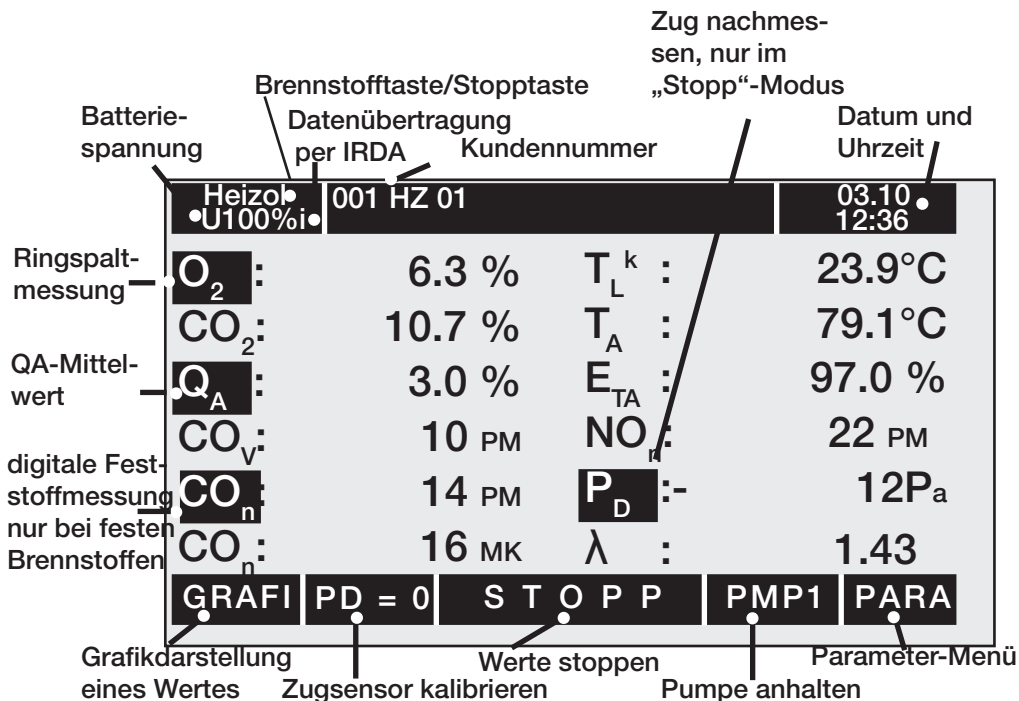 Zug nachmes-
sen, nur im
„Stopp“-Modus
Brennstofftaste/Stopptaste
Batterie-
spannung
Datenübertragung
per IRDA
Kundennummer
Datum und
Uhrzeit
Heizol
U100%i
001 HZ 01
03.10
12:36
Ringspalt-
messung
O2: 6.3 % TL k : 23.9°C
CO2: 10.7 % TA : 79.1°C
QA-Mittel-
wert
QA : 3.0 % ETA : 97.0 %
COV: 10 PM NOn: 22 PM
digitale Fest-
stoffmessung
nur bei festen
Brennstoffen
COn: 14 PM PD :- 12Pa
COn: 16 MK λ : 1.43
GRAFI PD = 0 S T O P P PMP1 PARA
Grafikdarstellung
eines Wertes
Zugsensor kalibrieren
Werte stoppen
Pumpe anhalten
Parameter-Menü